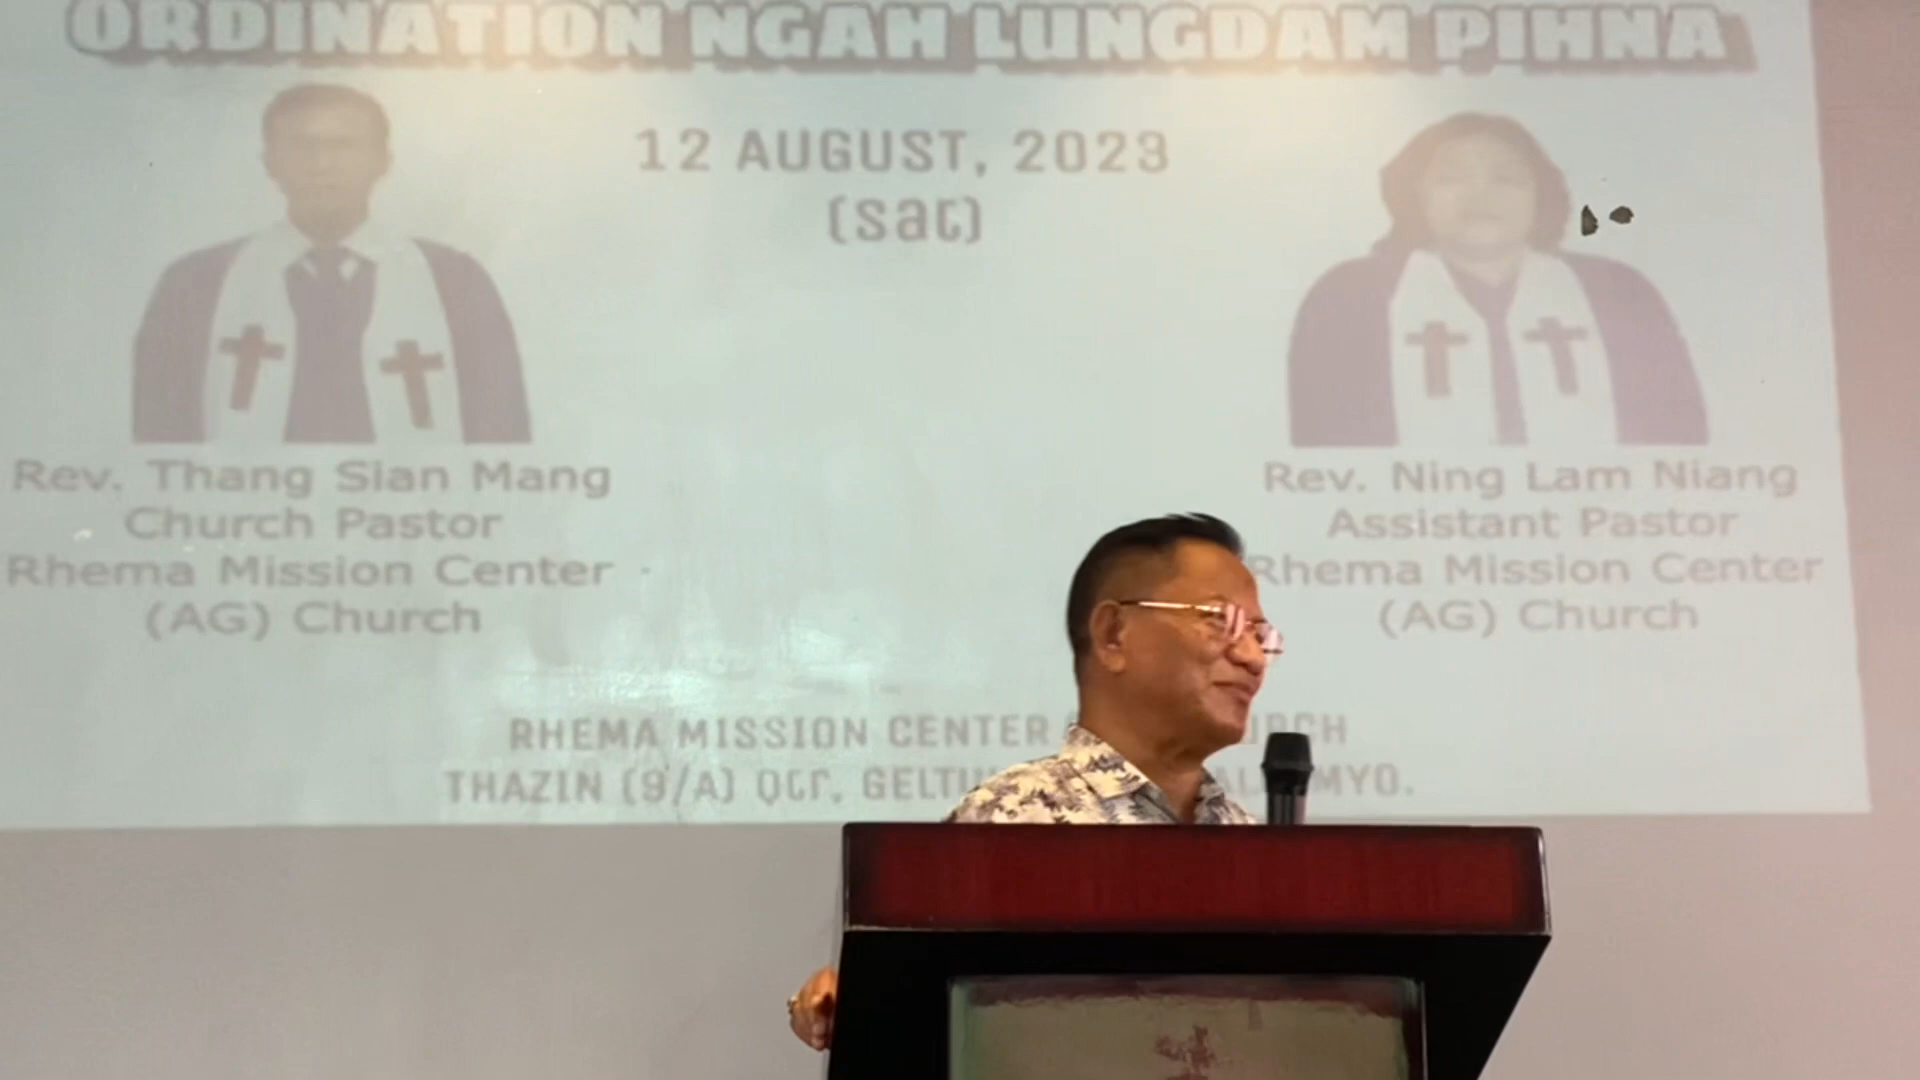 ORDINATION NGAH LUNGDAM PIHNA
12 AUGUST, 2023
(sat)
Rev. Thang Sian Mang
Church Pastor
Rhema Mission Center
(AG) Church
Rev. Ning Lam Niang
Assistant Pastor
Rhema Mission Center
(AG) Church
RHEMA MISSION CENTER
THAZIN (9/A) Qtr.